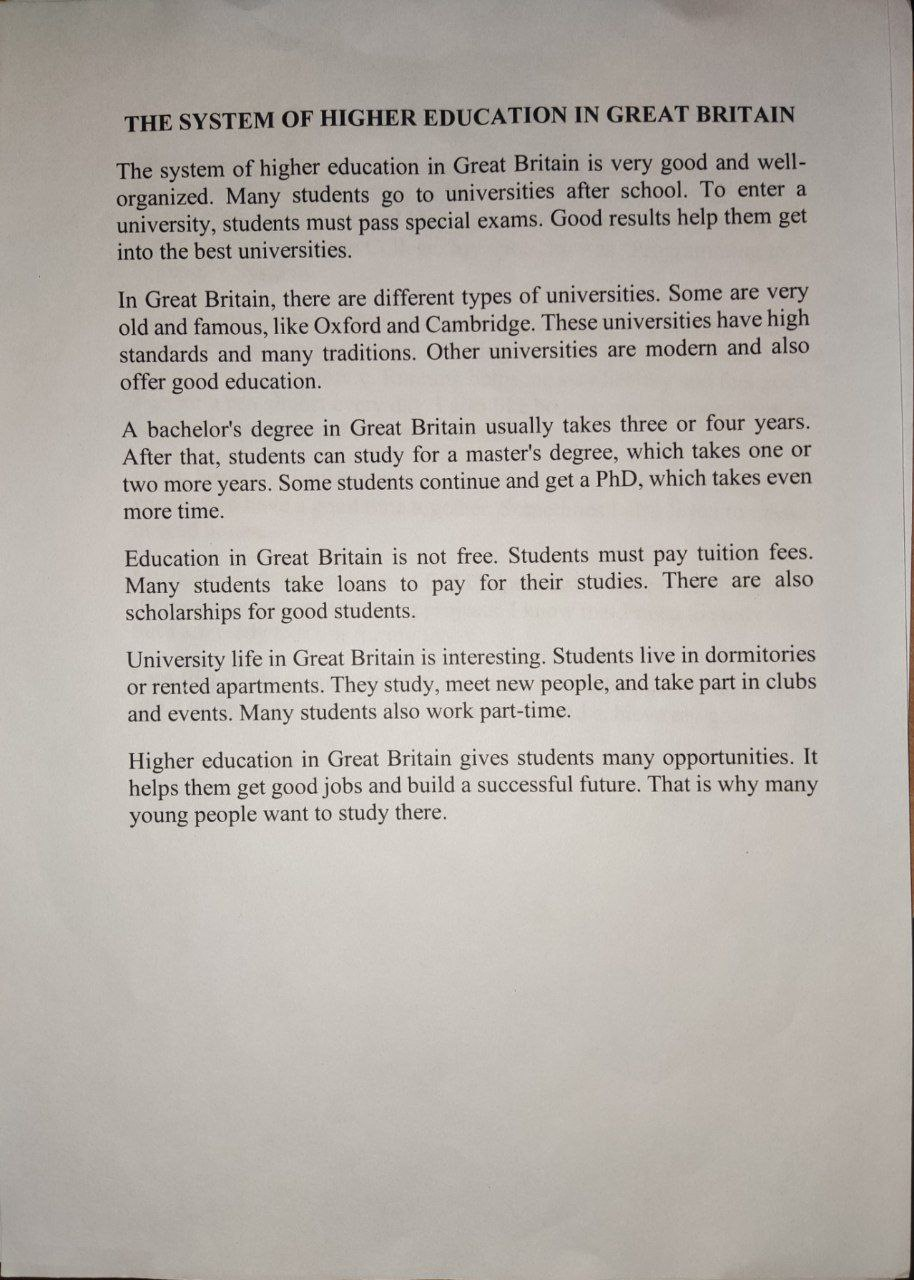 THE SYSTEM OF HIGHER EDUCATION IN GREAT BRITAIN
The system of higher education in Great Britain is very good and well-
organized. Many students go to universities after school. To enter a
university, students must pass special exams. Good results help them get
into the best universities.
In Great Britain, there are different types of universities. Some are very
old and famous, like Oxford and Cambridge. These universities have high
standards and many traditions. Other universities are modern and also
offer good education.
A bachelor's degree in Great Britain usually takes three or four years.
After that, students can study for a master's degree, which takes one or
two more years. Some students continue and get a PhD, which takes even
more time.
Education in Great Britain is not free. Students must pay tuition fees.
Many students take loans to pay for their studies. There are also
scholarships for good students.
University life in Great Britain is interesting. Students live in dormitories
or rented apartments. They study, meet new people, and take part in clubs
and events. Many students also work part-time.
Higher education in Great Britain gives students many opportunities. It
helps them get good jobs and build a successful future. That is why many
young people want to study there.